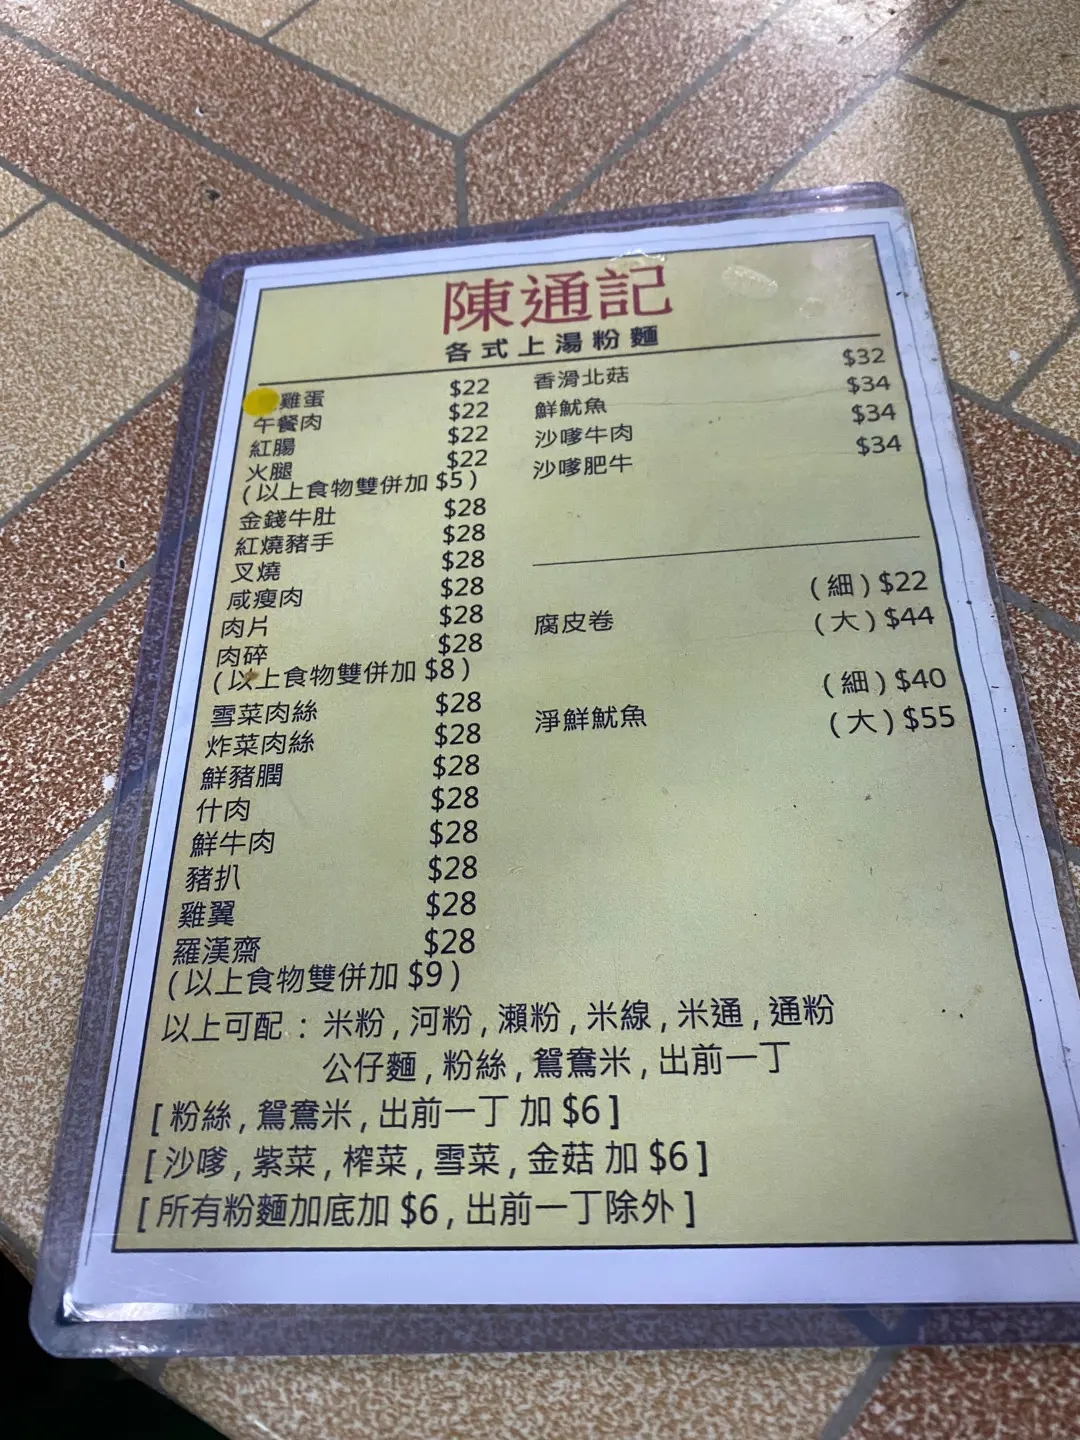 陳通記
各式上湯粉麵
雞蛋 $22
午餐肉 $22
紅腸 $22
火腿 $22
(以上食物雙併加 $5)
金錢牛肚 $28
紅燒豬手 $28
叉燒 $28
咸瘦肉 $28
肉片 $28
肉碎 $28
(以上食物雙併加 $8)
雪菜肉絲 $28
炸菜肉絲 $28
鮮豬膶 $28
什肉 $28
鮮牛肉 $28
豬扒 $28
雞翼 $28
羅漢齋 $28
(以上食物雙併加 $9)
香滑北菇 $32
鮮魷魚 $34
沙嗲牛肉 $34
沙嗲肥牛 $34
(細) $22
腐皮卷 (大) $44
(細) $40
淨鮮魷魚 (大) $55
以上可配 : 米粉 , 河粉 , 瀨粉 , 米線 , 米通 , 通粉
公仔麵 , 粉絲 , 鴛鴦米 , 出前一丁
[ 粉絲 , 鴛鴦米 , 出前一丁 加 $6 ]
[ 沙嗲 , 紫菜 , 榨菜 , 雪菜 , 金菇 加 $6 ]
[ 所有粉麵加底加 $6 , 出前一丁除外 ]